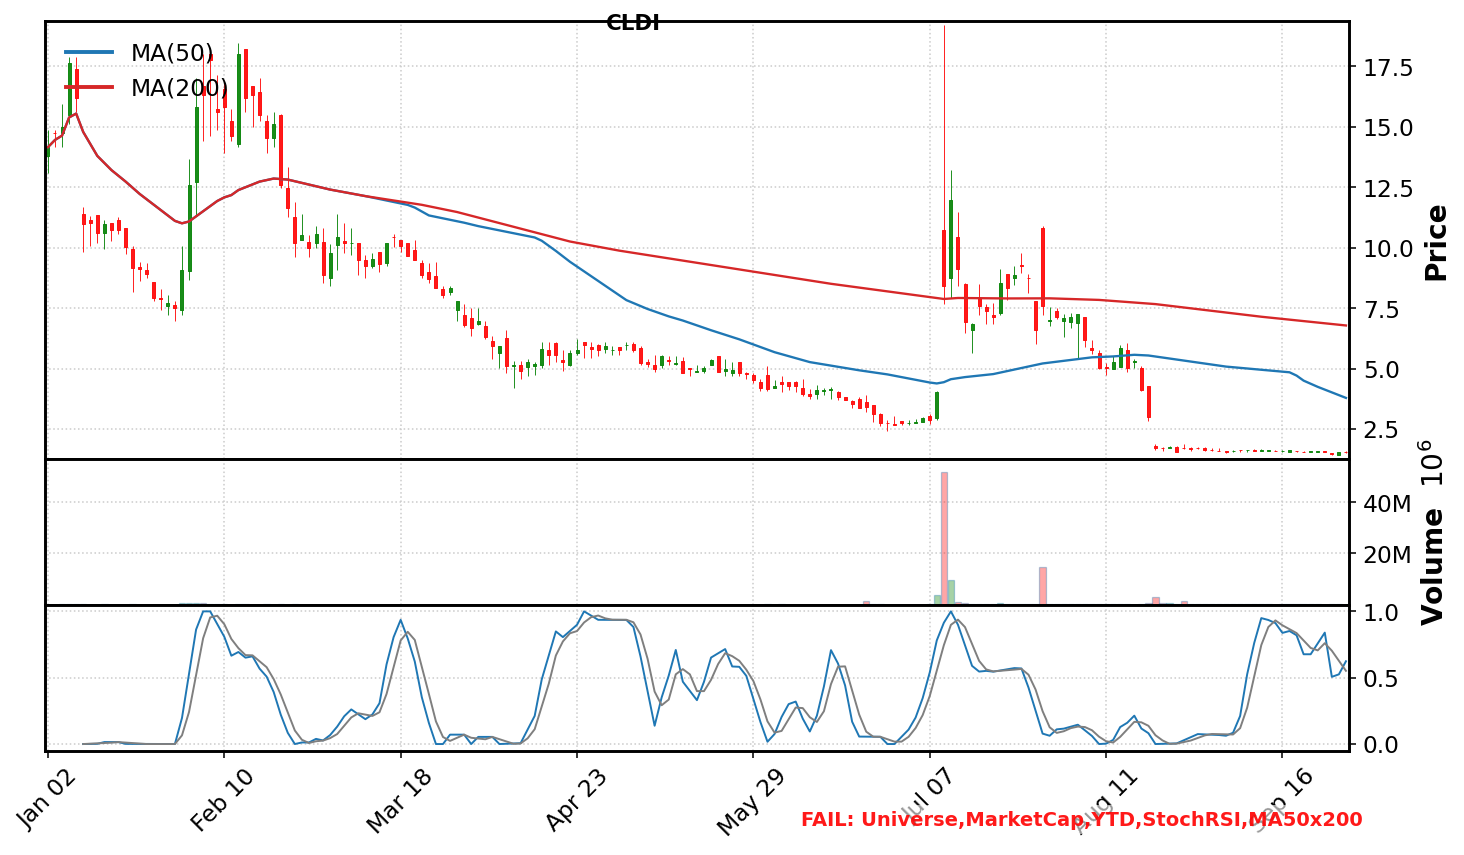 CLDI
MA(50)
MA(200)
17.5
15.0
12.5
10.0
7.5
5.0
2.5
Price
40M
20M
Volume 10^6
1.0
0.5
0.0
Jan 02
Feb 10
Mar 18
Apr 23
May 29
Jul 07
Aug 11
Sep 16
FAIL: Universe,MarketCap,YTD,StochRSI,MA50x200